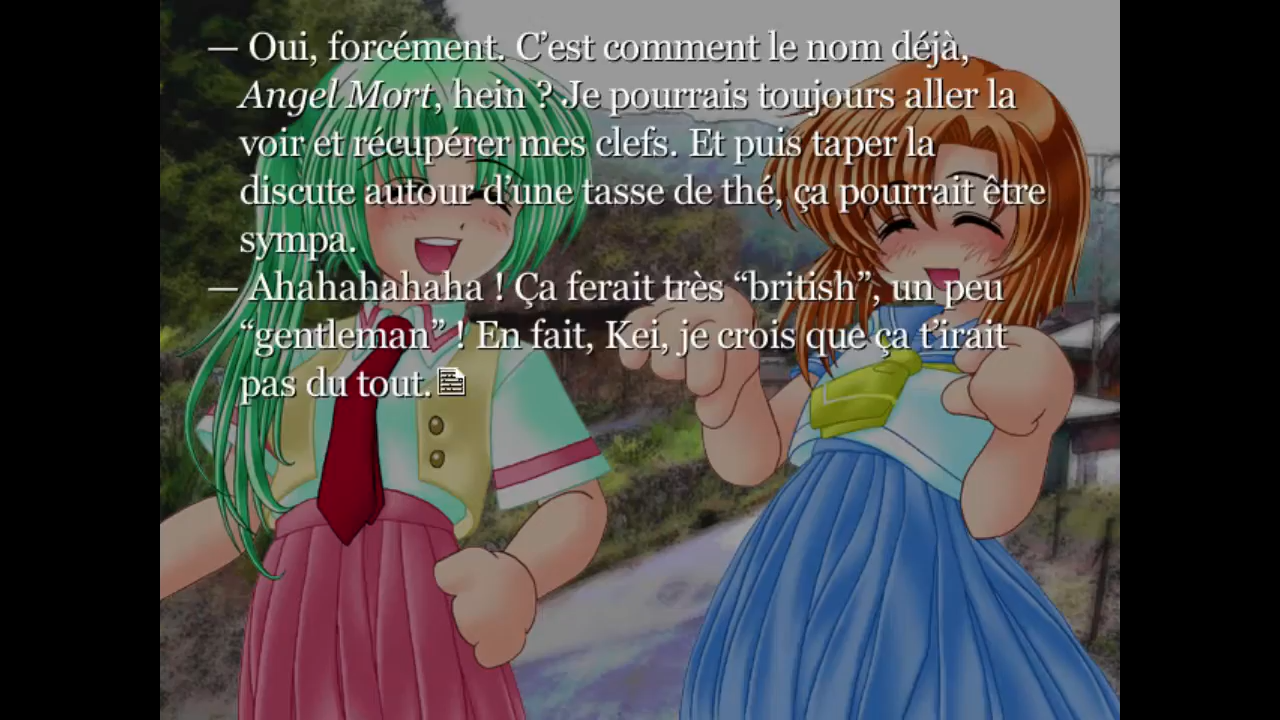 — Oui, forcément. C’est comment le nom déjà,
Angel Mort, hein ? Je pourrais toujours aller la
voir et récupérer mes clefs. Et puis taper la
discute autour d’une tasse de thé, ça pourrait être
sympa.
— Ahahahahaha ! Ça ferait très “british”, un peu
“gentleman” ! En fait, Kei, je crois que ça t’irait
pas du tout.